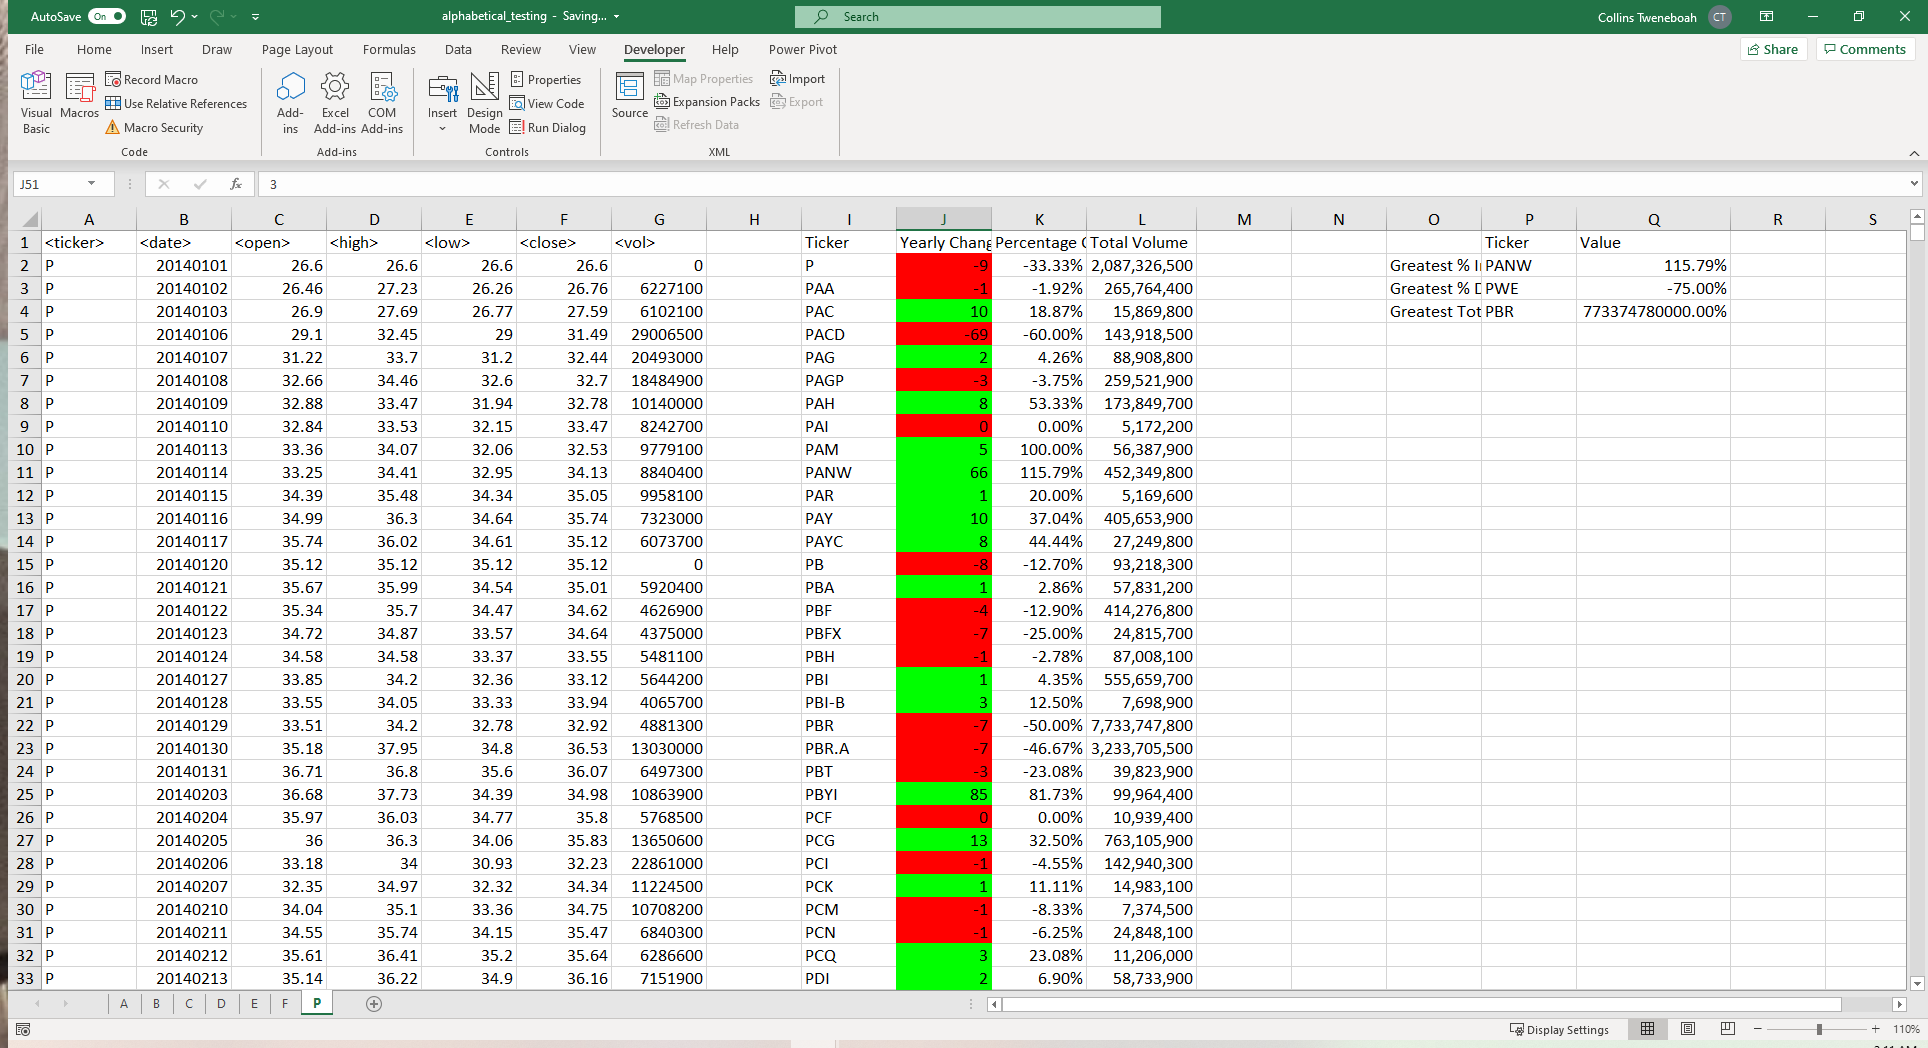 AutoSave On alphabetical_testing - Saving... Search Collins Tweneboah CT
File Home Insert Draw Page Layout Formulas Data Review View Developer Help Power Pivot Share Comments
Visual Basic Macros Record Macro Use Relative References Macro Security Add-ins Excel Add-ins COM Add-ins Insert Design Mode Properties View Code Run Dialog Source Map Properties Expansion Packs Refresh Data Import Export
Code Add-ins Controls XML
J51 fx 3
A B C D E F G H I J K L M N O P Q R S
1 <ticker> <date> <open> <high> <low> <close> <vol> Ticker Yearly Chang Percentage C Total Volume Ticker Value
2 P 20140101 26.6 26.6 26.6 26.6 0 P -9 -33.33% 2,087,326,500 Greatest % I PANW 115.79%
3 P 20140102 26.46 27.23 26.26 26.76 6227100 PAA -1 -1.92% 265,764,400 Greatest % D PWE -75.00%
4 P 20140103 26.9 27.69 26.77 27.59 6102100 PAC 10 18.87% 15,869,800 Greatest Tot PBR 773374780000.00%
5 P 20140106 29.1 32.45 29 31.49 29006500 PACD -69 -60.00% 143,918,500
6 P 20140107 31.22 33.7 31.2 32.44 20493000 PAG 2 4.26% 88,908,800
7 P 20140108 32.66 34.46 32.6 32.7 18484900 PAGP -3 -3.75% 259,521,900
8 P 20140109 32.88 33.47 31.94 32.78 10140000 PAH 8 53.33% 173,849,700
9 P 20140110 32.84 33.53 32.15 33.47 8242700 PAI 0 0.00% 5,172,200
10 P 20140113 33.36 34.07 32.06 32.53 9779100 PAM 5 100.00% 56,387,900
11 P 20140114 33.25 34.41 32.95 34.13 8840400 PANW 66 115.79% 452,349,800
12 P 20140115 34.39 35.48 34.34 35.05 9958100 PAR 1 20.00% 5,169,600
13 P 20140116 34.99 36.3 34.64 35.74 7323000 PAY 10 37.04% 405,653,900
14 P 20140117 35.74 36.02 34.61 35.12 6073700 PAYC 8 44.44% 27,249,800
15 P 20140120 35.12 35.12 35.12 35.12 0 PB -8 -12.70% 93,218,300
16 P 20140121 35.67 35.99 34.54 35.01 5920400 PBA 1 2.86% 57,831,200
17 P 20140122 35.34 35.7 34.47 34.62 4626900 PBF -4 -12.90% 414,276,800
18 P 20140123 34.72 34.87 33.57 34.64 4375000 PBFX -7 -25.00% 24,815,700
19 P 20140124 34.58 34.58 33.37 33.55 5481100 PBH -1 -2.78% 87,008,100
20 P 20140127 33.85 34.2 32.36 33.12 5644200 PBI 1 4.35% 555,659,700
21 P 20140128 33.55 34.05 33.33 33.94 4065700 PBI-B 3 12.50% 7,698,900
22 P 20140129 33.51 34.2 32.78 32.92 4881300 PBR -7 -50.00% 7,733,747,800
23 P 20140130 35.18 37.95 34.8 36.53 13030000 PBR.A -7 -46.67% 3,233,705,500
24 P 20140131 36.71 36.8 35.6 36.07 6497300 PBT -3 -23.08% 39,823,900
25 P 20140203 36.68 37.73 34.39 34.98 10863900 PBYI 85 81.73% 99,964,400
26 P 20140204 35.97 36.03 34.77 35.8 5768500 PCF 0 0.00% 10,939,400
27 P 20140205 36 36.3 34.06 35.83 13650600 PCG 13 32.50% 763,105,900
28 P 20140206 33.18 34 30.93 32.23 22861000 PCI -1 -4.55% 142,940,300
29 P 20140207 32.35 34.97 32.32 34.34 11224500 PCK 1 11.11% 14,983,100
30 P 20140210 34.04 35.1 33.36 34.75 10708200 PCM -1 -8.33% 7,374,500
31 P 20140211 34.55 35.74 34.15 35.47 6840300 PCN -1 -6.25% 24,848,100
32 P 20140212 35.61 36.41 35.2 35.64 6286600 PCQ 3 23.08% 11,206,000
33 P 20140213 35.14 36.22 34.9 36.16 7151900 PDI 2 6.90% 58,733,900
A B C D E F P
Display Settings 110%